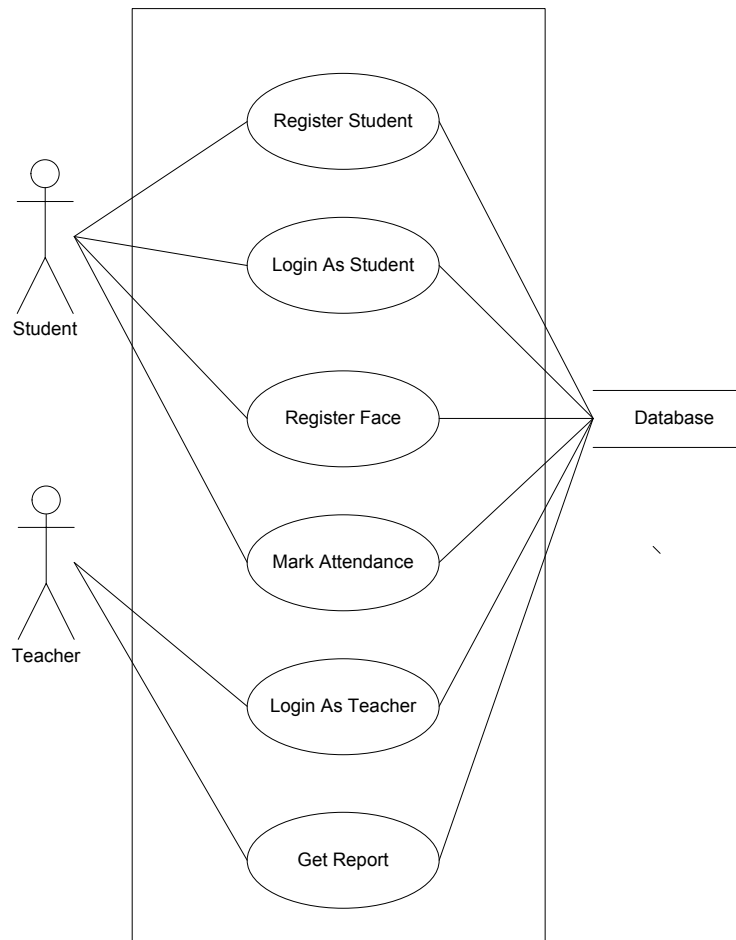 Register Student
Login As Student
Student
Register Face
Database
Mark Attendance
Teacher
Login As Teacher
Get Report